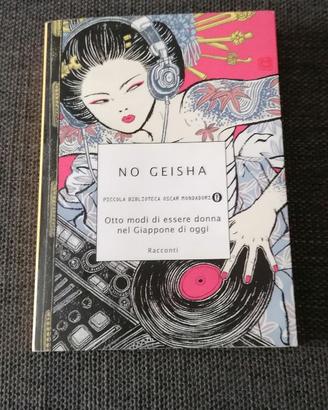 NO GEISHA
PICCOLA BIBLIOTECA OSCAR MONDADORI
Otto modi di essere donna
nel Giappone di oggi
Racconti